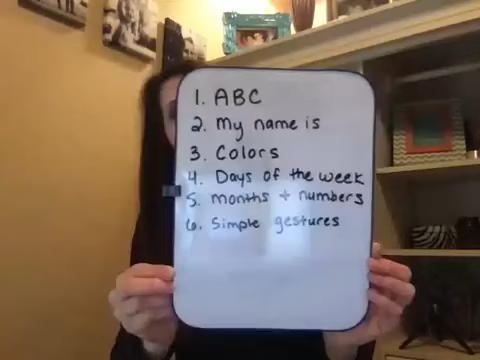 1. ABC
2. My name is
3. Colors
4. Days of the week
5. months + numbers
6. Simple gestures